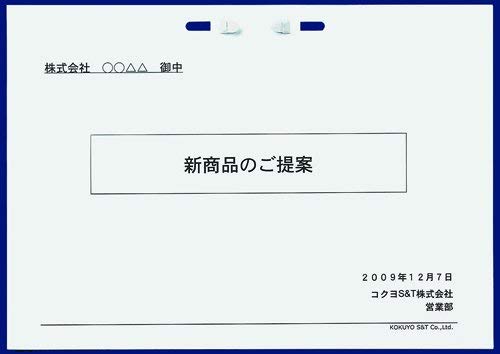 株式会社　○○△△　御中
新商品のご提案
２００９年１２月７日
コクヨS&T株式会社
営業部
KOKUYO S&T Co.,Ltd.